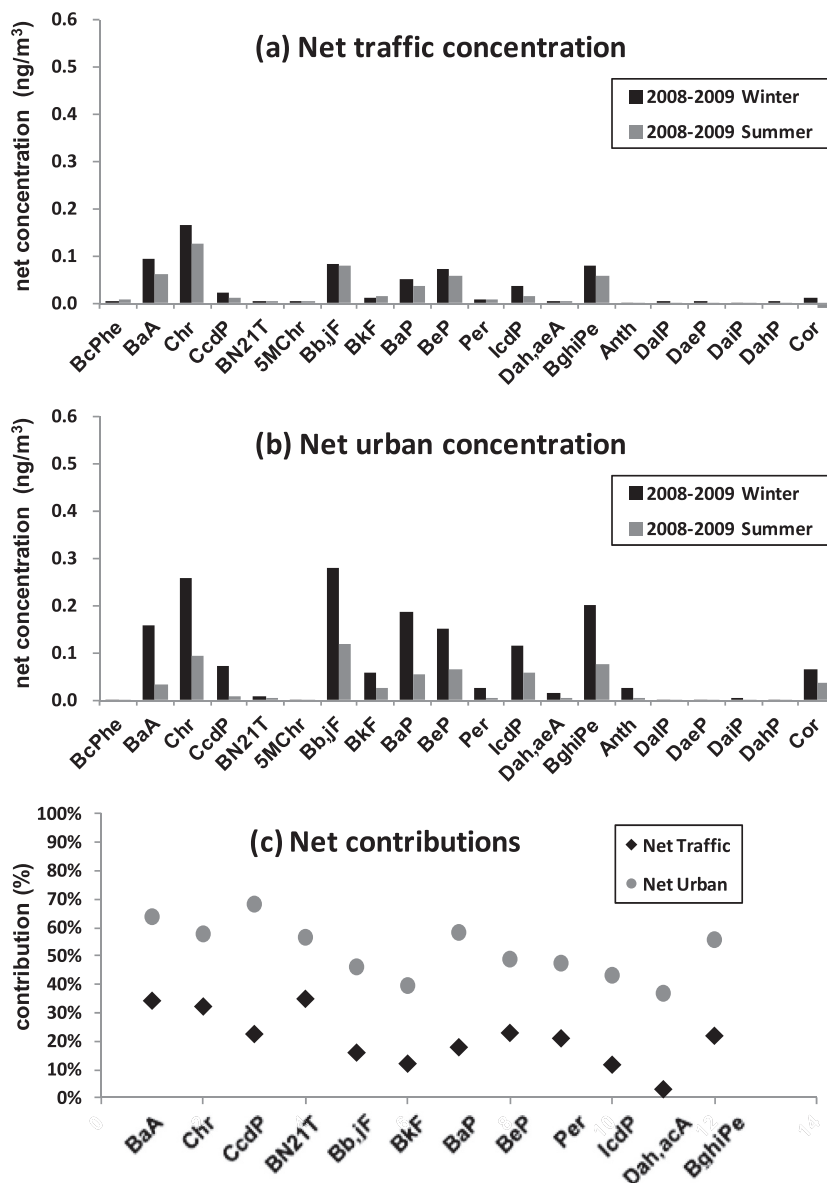 0.6
(a) Net traffic concentration
0.5
0.4
0.3
0.2
0.1
0.0
net concentration (ng/m³)
2008-2009 Winter
2008-2009 Summer
BcPhe BaA Chr CcdP BN21T 5MChr Bb,jF BkF BaP BeP Per IcdP Dah,aeA BghiPe Anth DalP DaeP DaiP DahP Cor
0.6
(b) Net urban concentration
0.5
0.4
0.3
0.2
0.1
0.0
net concentration (ng/m³)
2008-2009 Winter
2008-2009 Summer
BcPhe BaA Chr CcdP BN21T 5MChr Bb,jF BkF BaP BeP Per IcdP Dah,aeA BghiPe Anth DalP DaeP DaiP DahP Cor
100%
(c) Net contributions
90%
80%
70%
60%
50%
40%
30%
20%
10%
0%
contribution (%)
Net Traffic
Net Urban
0 14
BaA Chr CcdP BN21T Bb,jF BkF BaP BeP Per IcdP Dah,acA BghiPe